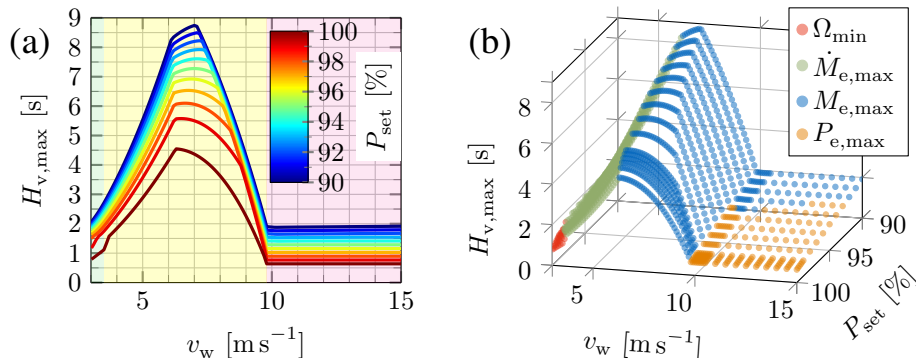 (a)
9
8
7
6
5
4
3
2
1
0
H_v,max [s]
5
10
15
v_w [m s⁻¹]
100
98
96
94
92
90
P_set [%]
(b)
8
6
4
2
0
H_v,max [s]
5
10
15
v_w [m s⁻¹]
90
95
100
P_set [%]
Ω_min
Ṁ_e,max
M_e,max
P_e,max